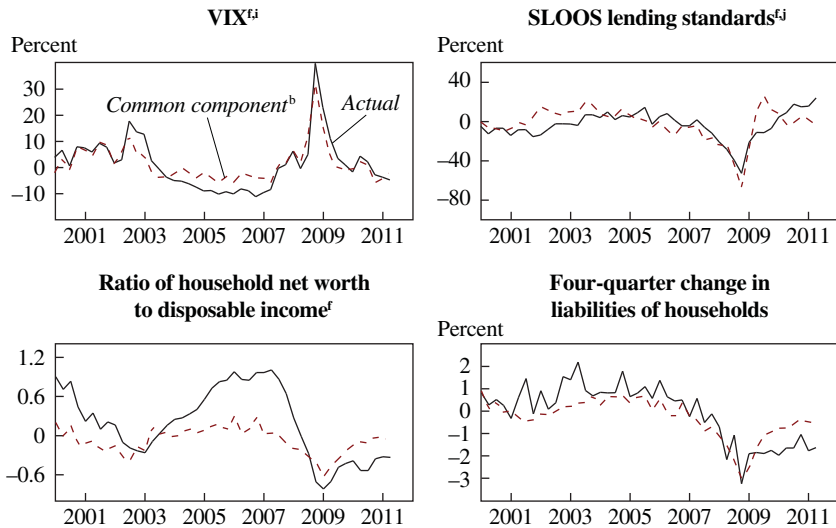 VIXf,i
Percent
30
20
10
0
–10
Common componentb
Actual
2001 2003 2005 2007 2009 2011
SLOOS lending standardsf,j
Percent
40
0
–40
–80
2001 2003 2005 2007 2009 2011
Ratio of household net worth
to disposable incomef
1.2
0.6
0
–0.6
2001 2003 2005 2007 2009 2011
Four-quarter change in
liabilities of households
Percent
2
1
0
–1
–2
–3
2001 2003 2005 2007 2009 2011